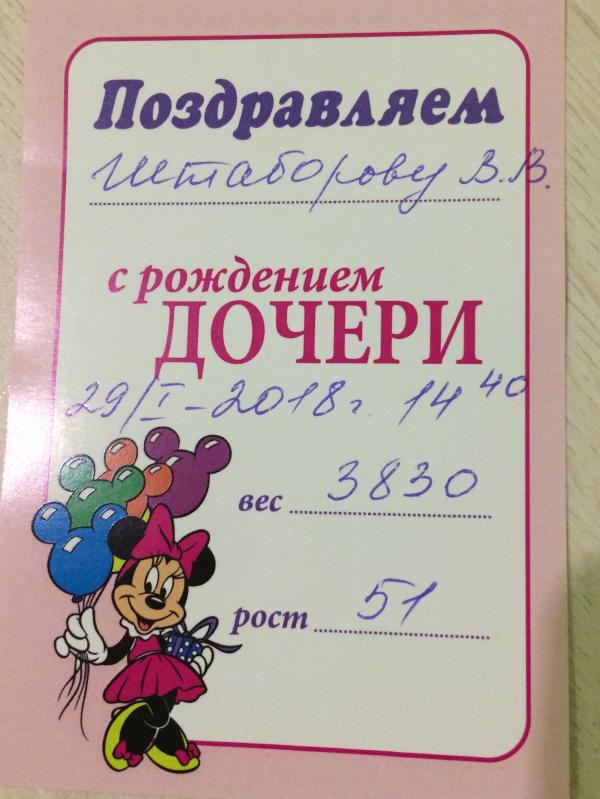 Поздравляем
Штаборову В.В.
с рождением
ДОЧЕРИ
29/I-2018г. 14 40
вес 3830
рост 51